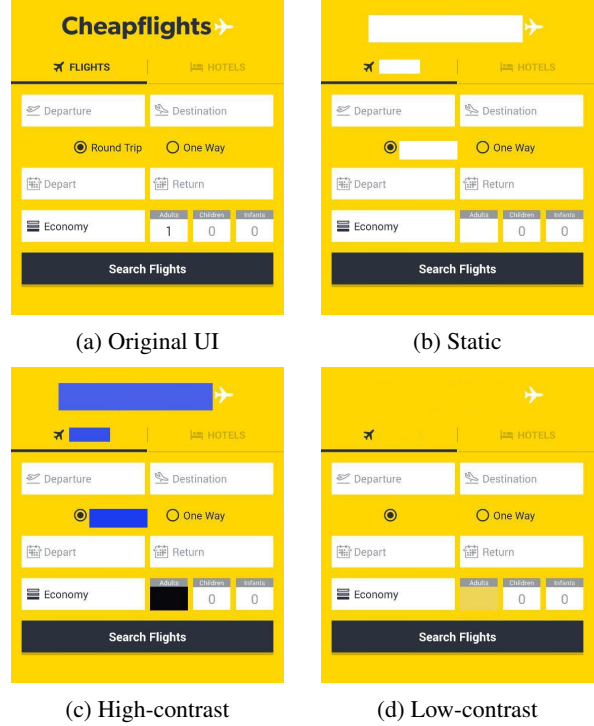 Cheapflights
FLIGHTS HOTELS
Departure Destination
Round Trip One Way
Depart Return
Economy Adults 1 Children 0 Infants 0
Search Flights
(a) Original UI
HOTELS
Departure Destination
One Way
Depart Return
Economy Adults Children 0 Infants 0
Search Flights
(b) Static
HOTELS
Departure Destination
One Way
Depart Return
Economy Adults Children 0 Infants 0
Search Flights
(c) High-contrast
HOTELS
Departure Destination
One Way
Depart Return
Economy Adults Children 0 Infants 0
Search Flights
(d) Low-contrast